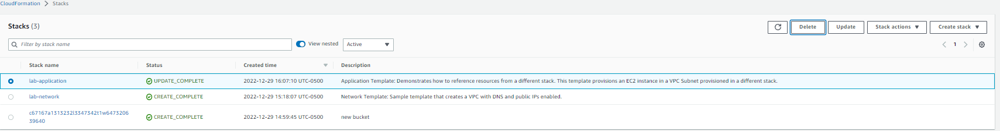 CloudFormation > Stacks
Stacks (3)
Delete Update Stack actions Create stack
Filter by stack name View nested Active 1
Stack name Status Created time Description
lab-application UPDATE_COMPLETE 2022-12-29 16:07:10 UTC-0500 Application Template: Demonstrates how to reference resources from a different stack. This template provisions an EC2 instance in a VPC Subnet provisioned in a different stack.
lab-network CREATE_COMPLETE 2022-12-29 15:18:07 UTC-0500 Network Template: Sample template that creates a VPC with DNS and public IPs enabled.
c67167a1313232l3347342t1w6473206
39640 CREATE_COMPLETE 2022-12-29 14:59:45 UTC-0500 new bucket